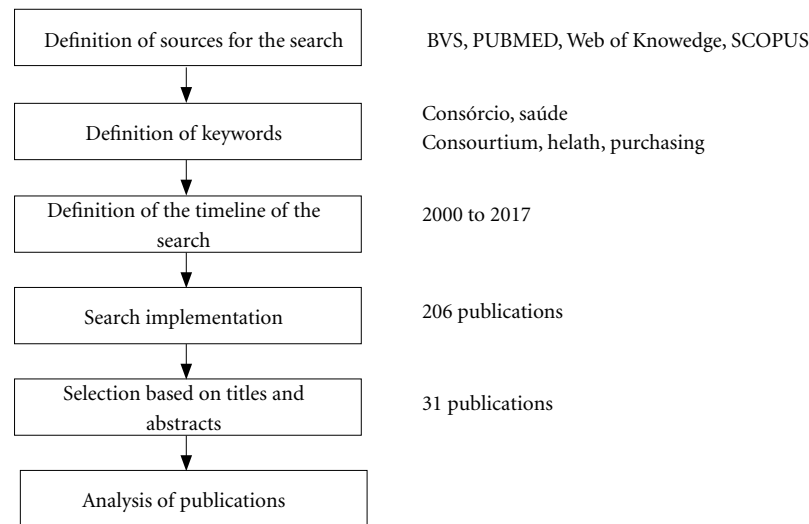 Definition of sources for the search
BVS, PUBMED, Web of Knowedge, SCOPUS
Definition of keywords
Consórcio, saúde
Consourtium, helath, purchasing
Definition of the timeline of the
search
2000 to 2017
Search implementation
206 publications
Selection based on titles and
abstracts
31 publications
Analysis of publications